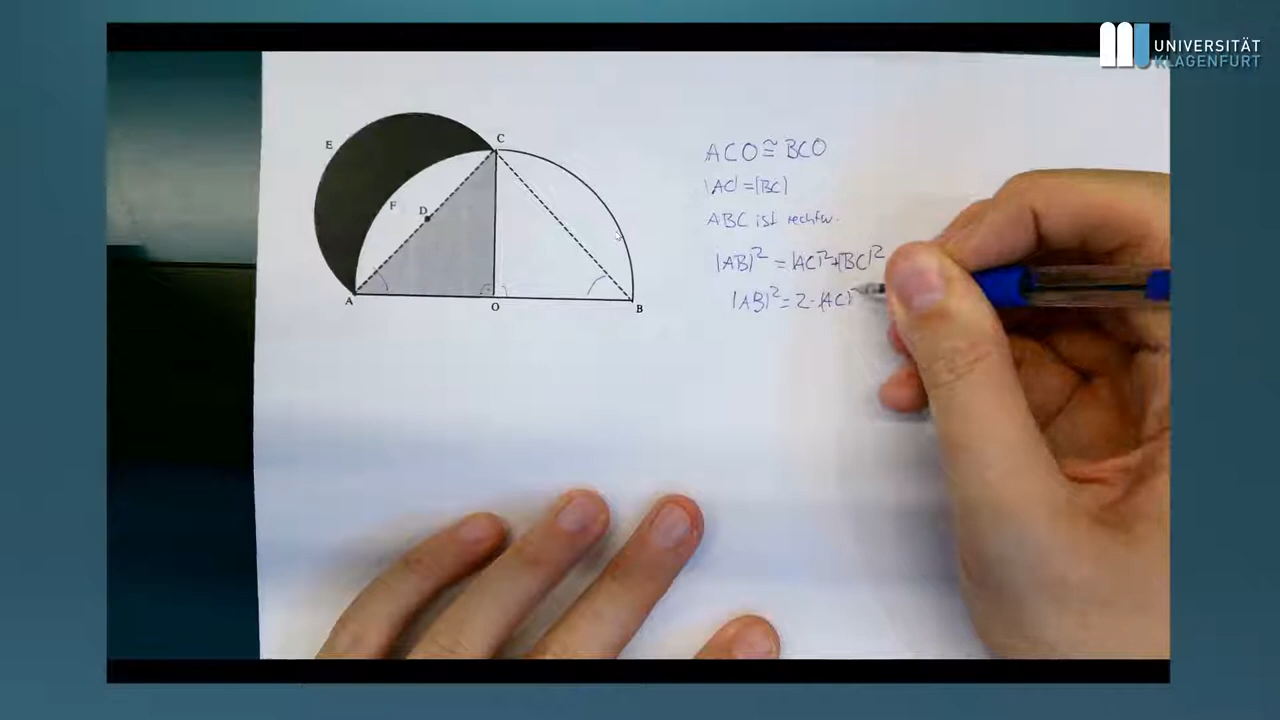 UNIVERSITÄT
KLAGENFURT
C
E
F
D
A
O
B
ACO ≅ BCO
|AC| = |BC|
ABC ist rechtw.
|AB|² = |AC|² + |BC|²
|AB|² = 2 · |AC|